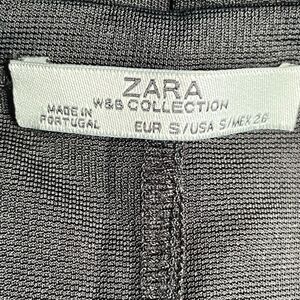 ZARA
W&B COLLECTION
MADE IN
PORTUGAL
EUR S/USA S/MEX 26